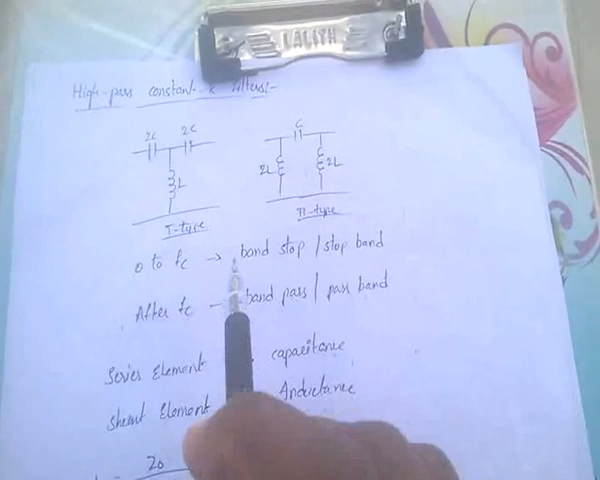 LALITH
High-pass constant-k filters:-
2C 2C C
L 2L 2L
T-type π-type
0 to fc → band stop / stop band
After fc → band pass / pass band
Series Element capacitance
Shunt Element Inductance
Z0